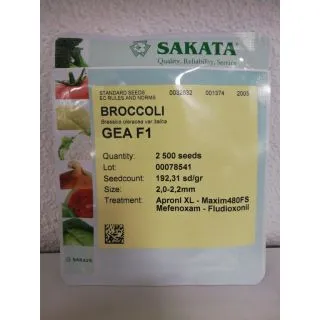 SAKATA®
Quality, Reliability, Service
STANDARD SEEDS 0032832 001374 2005
EC RULES AND NORMS
BROCCOLI
Brassica oleracea var. italica
GEA F1
Quantity: 2 500 seeds
Lot: 00078541
Seedcount: 192,31 sd/gr
Size: 2,0-2,2mm
Treatment: Apronl XL - Maxim480FS
Mefenoxam - Fludioxonil
SAKATA